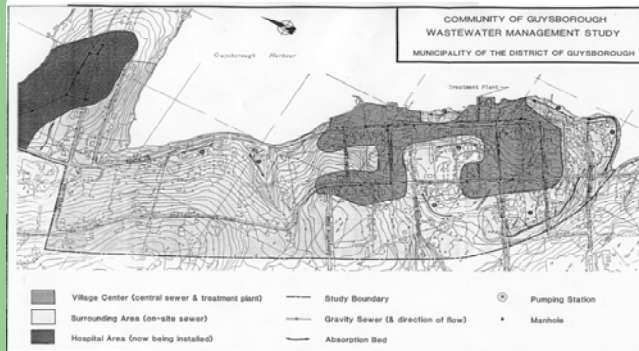 COMMUNITY OF GUYSBOROUGH
WASTEWATER MANAGEMENT STUDY
MUNICIPALITY OF THE DISTRICT OF GUYSBOROUGH
Guysborough Harbour
Treatment Plant
Village Center (central sewer & treatment plant)
Surrounding Area (on-site sewer)
Hospital Area (now being installed)
Study Boundary
Gravity Sewer (& direction of flow)
Absorption Bed
Pumping Station
Manhole